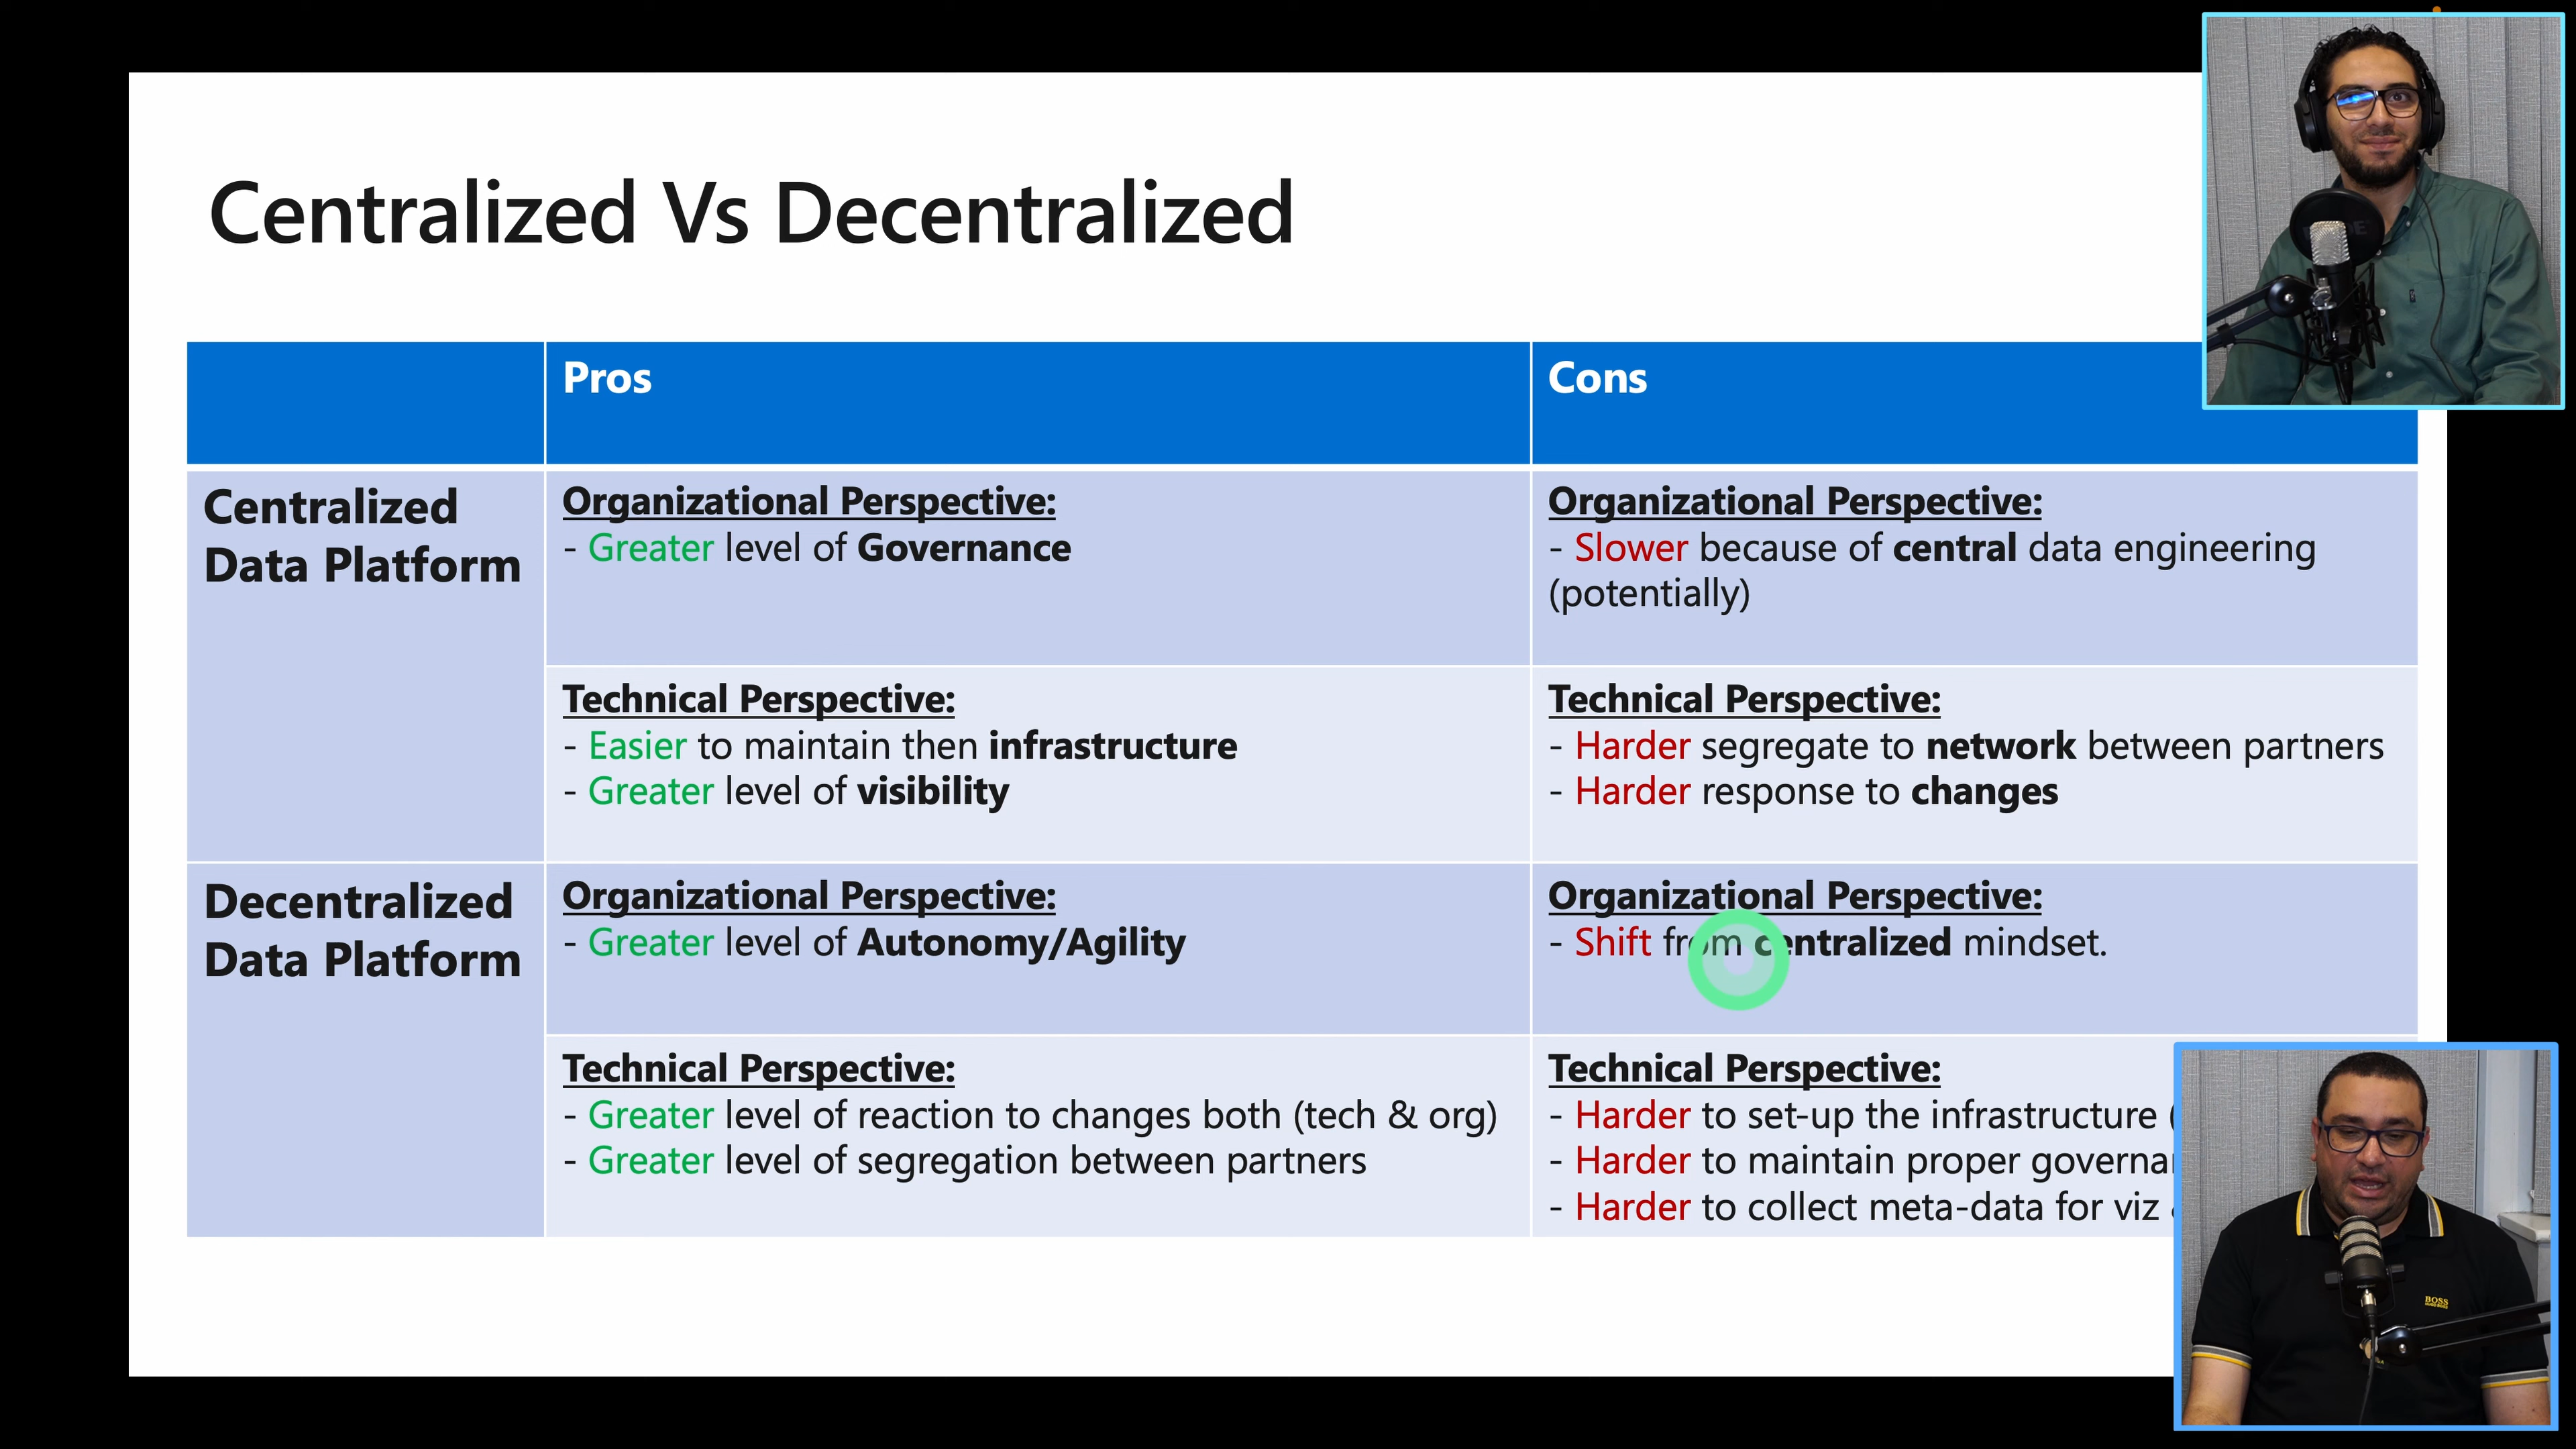 Centralized Vs Decentralized
Pros
Cons
Centralized
Data Platform
Organizational Perspective:
- Greater level of Governance
Organizational Perspective:
- Slower because of central data engineering
(potentially)
Technical Perspective:
- Easier to maintain then infrastructure
- Greater level of visibility
Technical Perspective:
- Harder segregate to network between partners
- Harder response to changes
Decentralized
Data Platform
Organizational Perspective:
- Greater level of Autonomy/Agility
Organizational Perspective:
- Shift from centralized mindset.
Technical Perspective:
- Greater level of reaction to changes both (tech & org)
- Greater level of segregation between partners
Technical Perspective:
- Harder to set-up the infrastructure (
- Harder to maintain proper
- Harder to collect meta-data for viz
BOSS